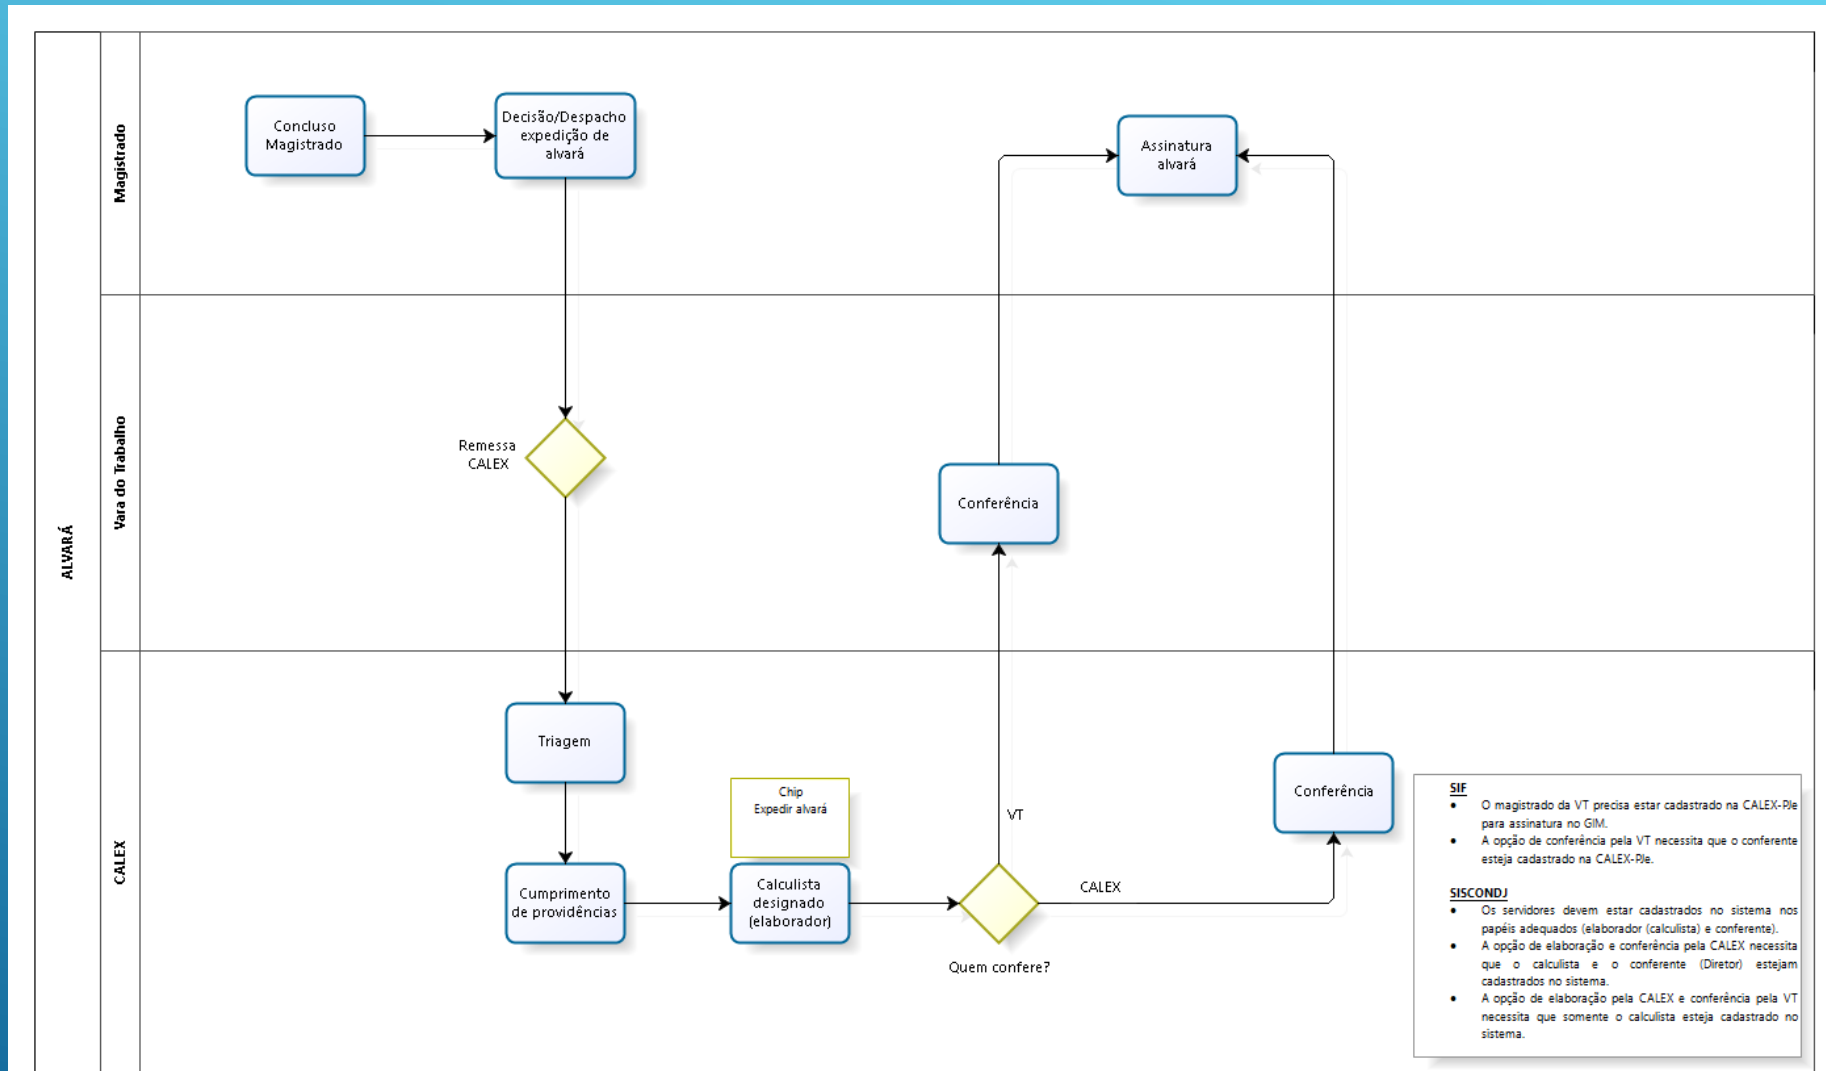 ALVARÁ
Magistrado
Concluso
Magistrado
Decisão/Despacho
expedição de
alvará
Assinatura
alvará
Vara do Trabalho
Remessa
CALEX
Conferência
CALEX
Triagem
Cumprimento
de providências
Chip
Expedir alvará
Calculista
designado
(elaborador)
VT
CALEX
Quem confere?
Conferência
SIF
• O magistrado da VT precisa estar cadastrado na CALEX-PJe
para assinatura no GIM.
• A opção de conferência pela VT necessita que o conferente
esteja cadastrado na CALEX-PJe.
SISCONDJ
• Os servidores devem estar cadastrados no sistema nos
papéis adequados (elaborador (calculista) e conferente).
• A opção de elaboração e conferência pela CALEX necessita
que o calculista e o conferente (Diretor) estejam
cadastrados no sistema.
• A opção de elaboração pela CALEX e conferência pela VT
necessita que somente o calculista esteja cadastrado no
sistema.